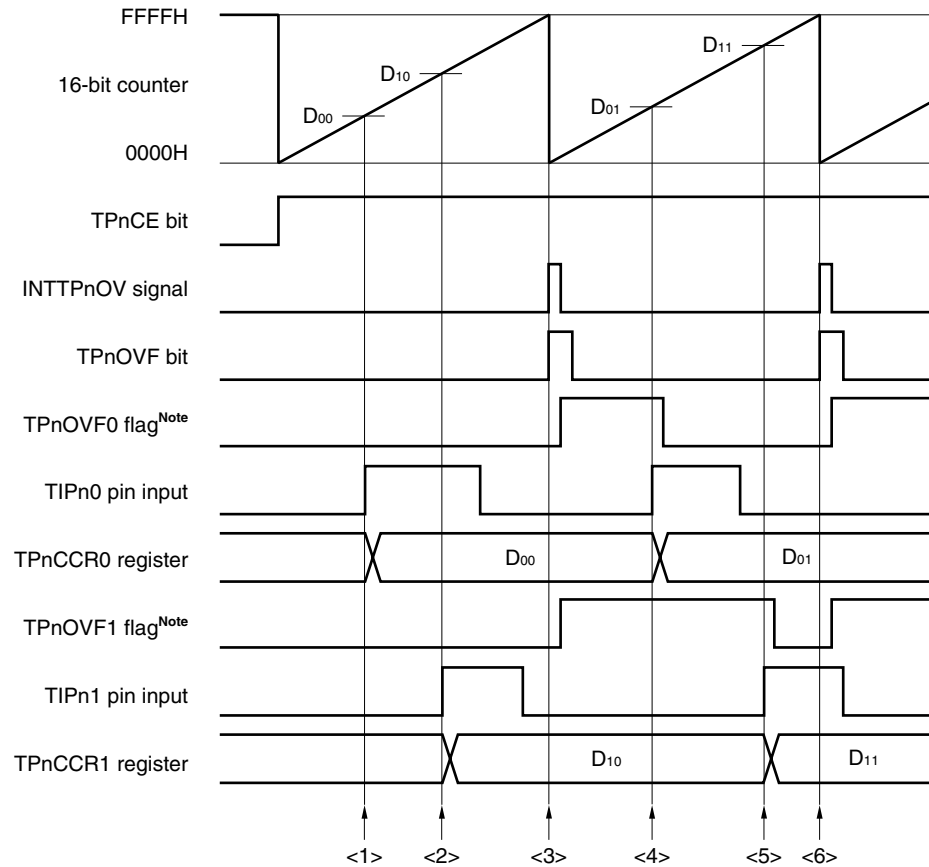 FFFFH
D11
D10
16-bit counter
D01
D00
0000H
TPnCE bit
INTTPnOV signal
TPnOVF bit
TPnOVF0 flagNote
TIPn0 pin input
TPnCCR0 register
D00
D01
TPnOVF1 flagNote
TIPn1 pin input
TPnCCR1 register
D10
D11
<1>
<2>
<3>
<4>
<5>
<6>